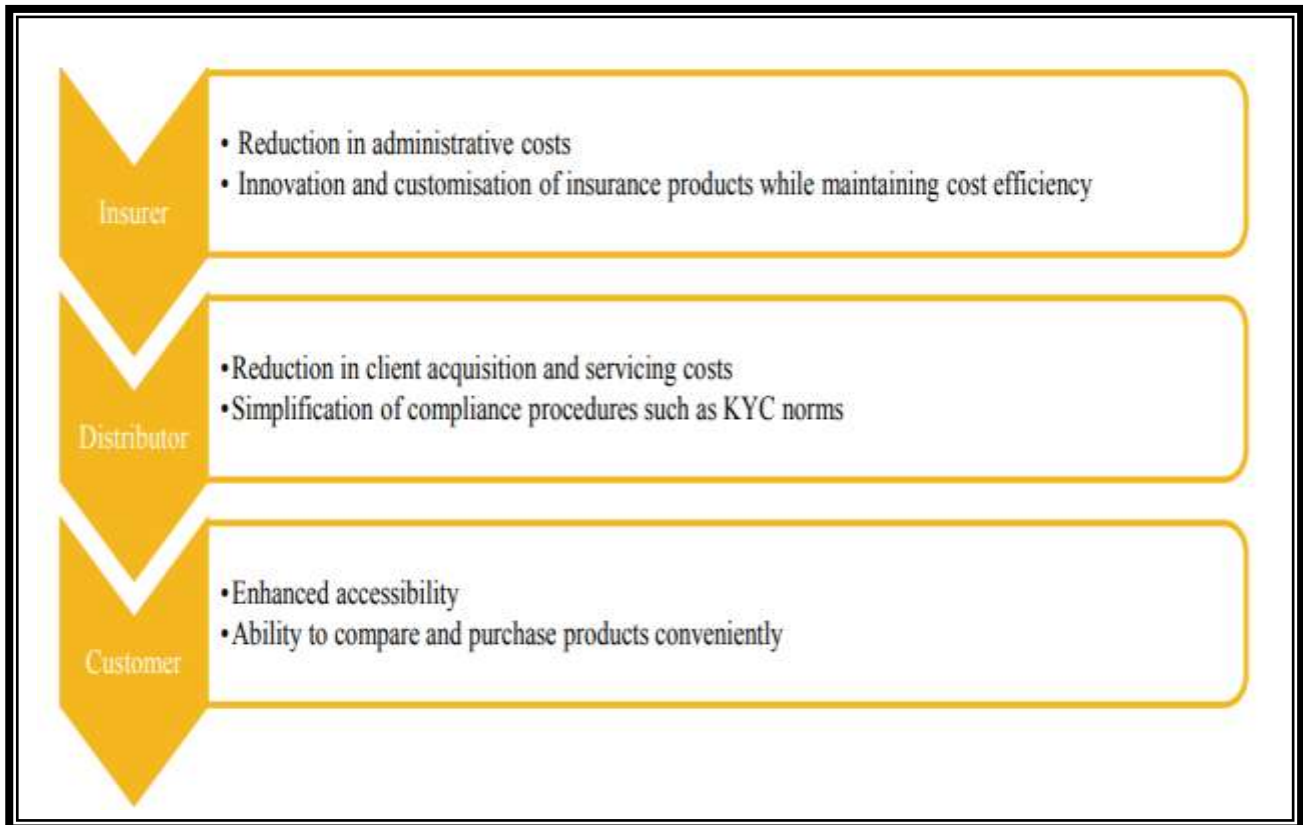 Insurer
• Reduction in administrative costs
• Innovation and customisation of insurance products while maintaining cost efficiency
Distributor
•Reduction in client acquisition and servicing costs
•Simplification of compliance procedures such as KYC norms
Customer
•Enhanced accessibility
•Ability to compare and purchase products conveniently